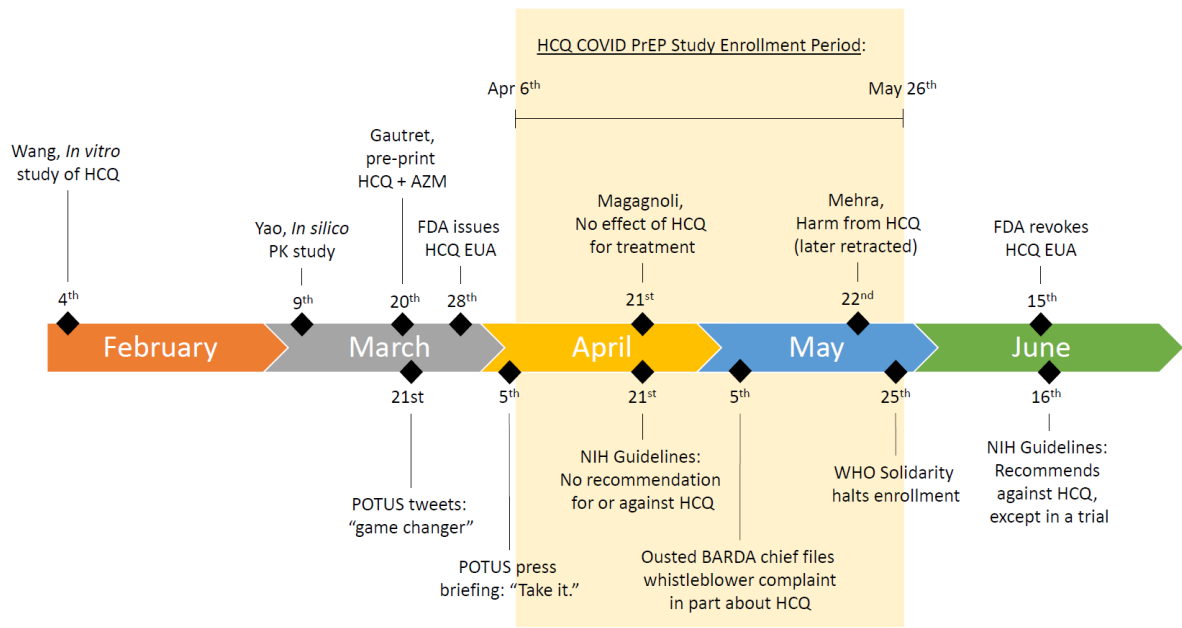 HCQ COVID PrEP Study Enrollment Period:
Apr 6th
May 26th
Wang, In vitro
study of HCQ
4th
Yao, In silico
PK study
9th
Gautret,
pre-print
HCQ + AZM
20th
FDA issues
HCQ EUA
28th
Magagnoli,
No effect of HCQ
for treatment
21st
Mehra,
Harm from HCQ
(later retracted)
22nd
FDA revokes
HCQ EUA
15th
February
March
April
May
June
21st
POTUS tweets:
“game changer”
5th
POTUS press
briefing: “Take it.”
21st
NIH Guidelines:
No recommendation
for or against HCQ
5th
Ousted BARDA chief files
whistleblower complaint
in part about HCQ
25th
WHO Solidarity
halts enrollment
16th
NIH Guidelines:
Recommends
against HCQ,
except in a trial